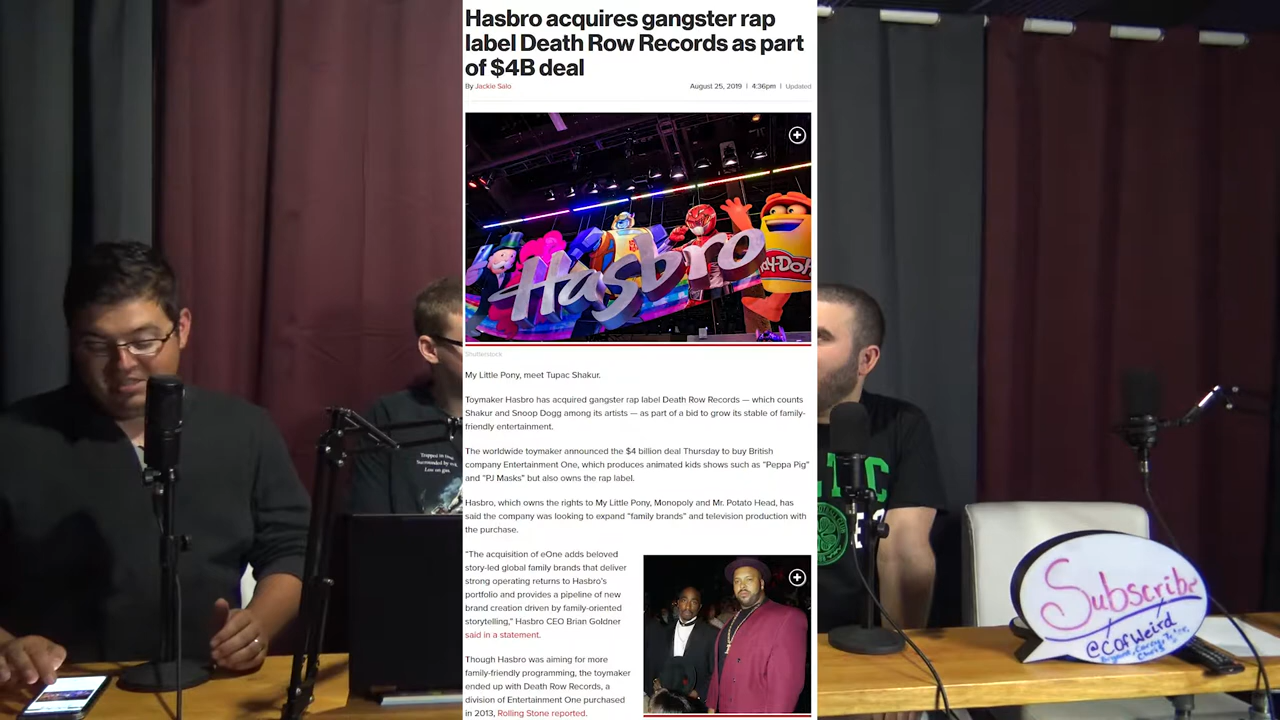 Hasbro acquires gangster rap
label Death Row Records as part
of $4B deal
By Jackie Salo
August 25, 2019 | 4:36pm | Updated
Hasbro
Shutterstock
My Little Pony, meet Tupac Shakur.
Toymaker Hasbro has acquired gangster rap label Death Row Records — which counts
Shakur and Snoop Dogg among its artists — as part of a bid to grow its stable of family-
friendly entertainment.
The worldwide toymaker announced the $4 billion deal Thursday to buy British
company Entertainment One, which produces animated kids shows such as “Peppa Pig”
and “PJ Masks” but also owns the rap label.
Hasbro, which owns the rights to My Little Pony, Monopoly and Mr. Potato Head, has
said the company was looking to expand “family brands” and television production with
the purchase.
“The acquisition of eOne adds beloved
story-led global family brands that deliver
strong operating returns to Hasbro's
portfolio and provides a pipeline of new
brand creation driven by family-oriented
storytelling,” Hasbro CEO Brian Goldner
said in a statement.
Though Hasbro was aiming for more
family-friendly programming, the toymaker
ended up with Death Row Records, a
division of Entertainment One purchased
in 2013, Rolling Stone reported.
Trapped in
Surrounded by
Low on gas
Subscribe
@CofWeird